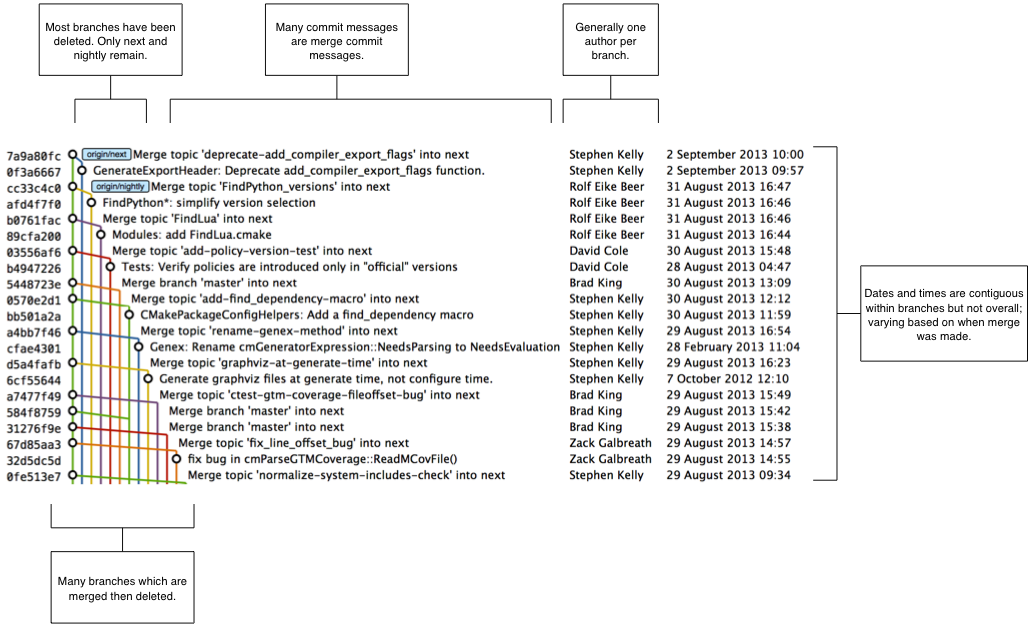 Most branches have been
deleted. Only next and
nightly remain.
Many commit messages
are merge commit
messages.
Generally one
author per
branch.
7a9a80fc origin/next Merge topic 'deprecate-add_compiler_export_flags' into next Stephen Kelly 2 September 2013 10:00
0f3a6667 GenerateExportHeader: Deprecate add_compiler_export_flags function. Stephen Kelly 2 September 2013 09:57
cc33c4c0 origin/nightly Merge topic 'FindPython_versions' into next Rolf Eike Beer 31 August 2013 16:47
afd4f7f0 FindPython*: simplify version selection Rolf Eike Beer 31 August 2013 16:46
b0761fac Merge topic 'FindLua' into next Rolf Eike Beer 31 August 2013 16:46
89cfa200 Modules: add FindLua.cmake Rolf Eike Beer 31 August 2013 16:44
03556af6 Merge topic 'add-policy-version-test' into next David Cole 30 August 2013 15:48
b4947226 Tests: Verify policies are introduced only in "official" versions David Cole 28 August 2013 04:47
5448723e Merge branch 'master' into next Brad King 30 August 2013 13:09
0570e2d1 Merge topic 'add-find_dependency-macro' into next Stephen Kelly 30 August 2013 12:12
bb501a2a CMakePackageConfigHelpers: Add a find_dependency macro Stephen Kelly 30 August 2013 11:59
a4bb7f46 Merge topic 'rename-genex-method' into next Stephen Kelly 29 August 2013 16:54
cfae4301 Genex: Rename cmGeneratorExpression::NeedsParsing to NeedsEvaluation Stephen Kelly 28 February 2013 11:04
d5a4fafb Merge topic 'graphviz-at-generate-time' into next Stephen Kelly 29 August 2013 16:23
6cf55644 Generate graphviz files at generate time, not configure time. Stephen Kelly 7 October 2012 12:10
a7477f49 Merge topic 'ctest-gtm-coverage-fileoffset-bug' into next Brad King 29 August 2013 15:49
584f8759 Merge branch 'master' into next Brad King 29 August 2013 15:42
31276f9e Merge branch 'master' into next Brad King 29 August 2013 15:38
67d85aa3 Merge topic 'fix_line_offset_bug' into next Zack Galbreath 29 August 2013 14:57
32d5dc5d fix bug in cmParseGTMCoverage::ReadMCovFile() Zack Galbreath 29 August 2013 14:55
0fe513e7 Merge topic 'normalize-system-includes-check' into next Stephen Kelly 29 August 2013 09:34
Dates and times are contiguous
within branches but not overall;
varying based on when merge
was made.
Many branches which are
merged then deleted.